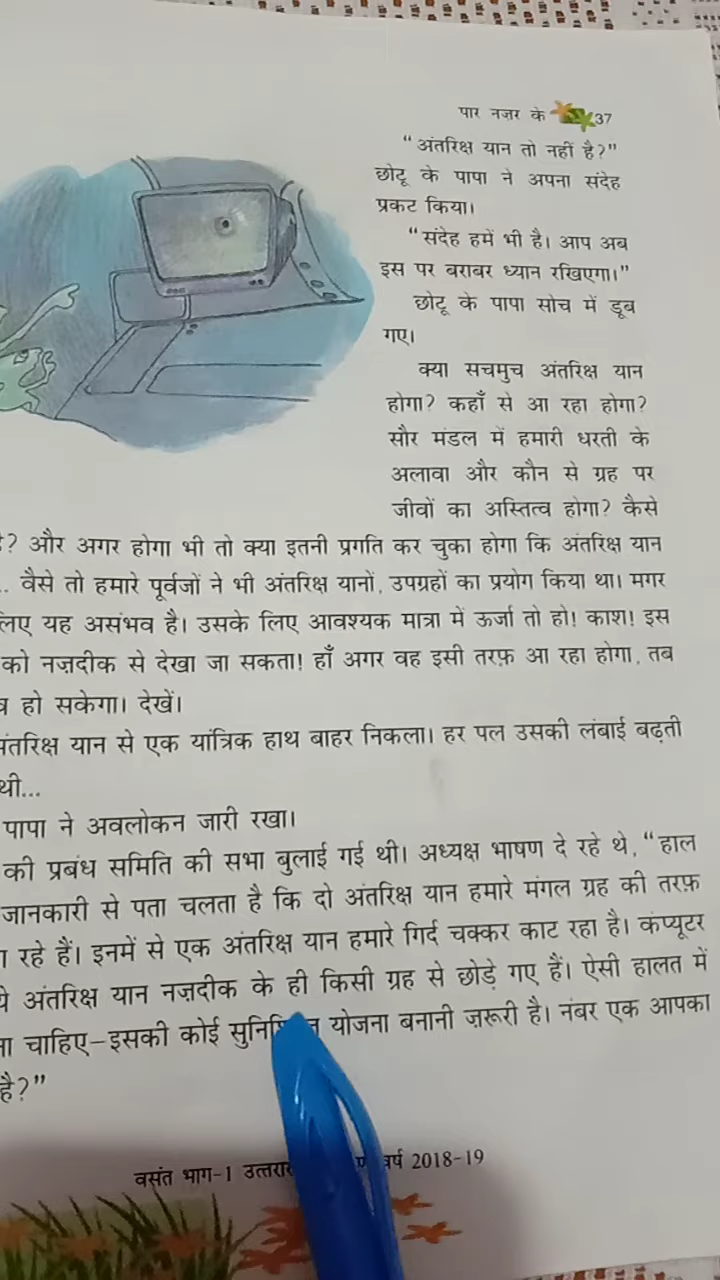 पार नज़र के 37
“अंतरिक्ष यान तो नहीं है?”
छोटू के पापा ने अपना संदेह
प्रकट किया।
“संदेह हमें भी है। आप अब
इस पर बराबर ध्यान रखिएगा।”
छोटू के पापा सोच में डूब
गए।
क्या सचमुच अंतरिक्ष यान
होगा? कहाँ से आ रहा होगा?
सौर मंडल में हमारी धरती के
अलावा और कौन से ग्रह पर
जीवों का अस्तित्व होगा? कैसे
? और अगर होगा भी तो क्या इतनी प्रगति कर चुका होगा कि अंतरिक्ष यान
.. वैसे तो हमारे पूर्वजों ने भी अंतरिक्ष यानों, उपग्रहों का प्रयोग किया था। मगर
लिए यह असंभव है। उसके लिए आवश्यक मात्रा में ऊर्जा तो हो! काश! इस
को नज़दीक से देखा जा सकता! हाँ अगर वह इसी तरफ़ आ रहा होगा, तब
व हो सकेगा। देखें।
अंतरिक्ष यान से एक यांत्रिक हाथ बाहर निकला। हर पल उसकी लंबाई बढ़ती
थी...
पापा ने अवलोकन जारी रखा।
की प्रबंध समिति की सभा बुलाई गई थी। अध्यक्ष भाषण दे रहे थे, “हाल
जानकारी से पता चलता है कि दो अंतरिक्ष यान हमारे मंगल ग्रह की तरफ़
रहे हैं। इनमें से एक अंतरिक्ष यान हमारे गिर्द चक्कर काट रहा है। कंप्यूटर
ये अंतरिक्ष यान नज़दीक के ही किसी ग्रह से छोड़े गए हैं। ऐसी हालत में
चाहिए–इसकी कोई योजना बनानी ज़रूरी है। नंबर एक आपका
है?”
वसंत भाग-1 वर्ष 2018-19